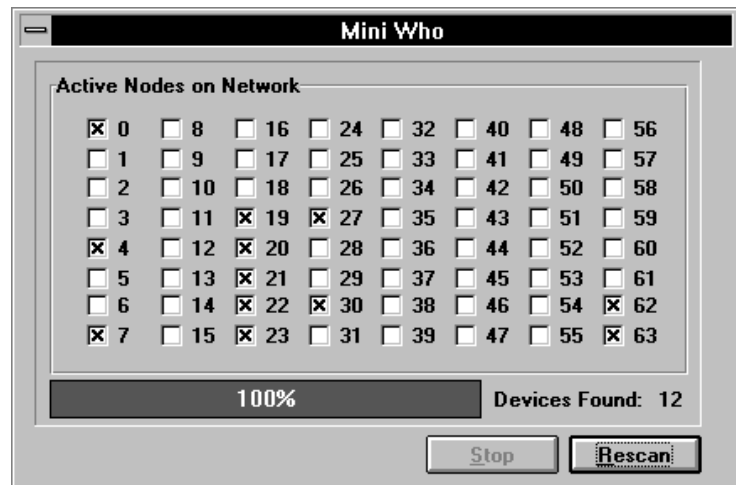 Mini Who
Active Nodes on Network
0 8 16 24 32 40 48 56
1 9 17 25 33 41 49 57
2 10 18 26 34 42 50 58
3 11 19 27 35 43 51 59
4 12 20 28 36 44 52 60
5 13 21 29 37 45 53 61
6 14 22 30 38 46 54 62
7 15 23 31 39 47 55 63
100% Devices Found: 12
Stop Rescan